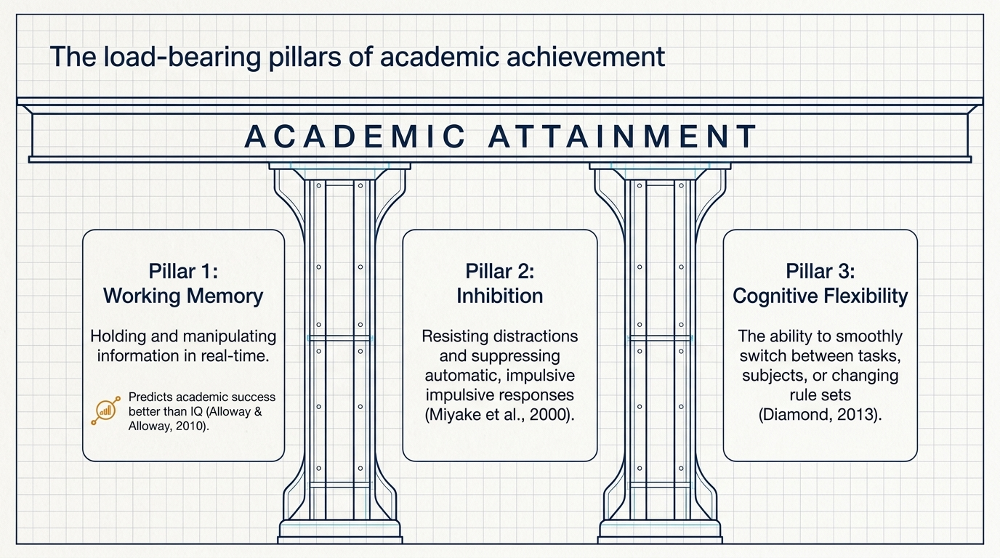 The load-bearing pillars of academic achievement
ACADEMIC ATTAINMENT
Pillar 1:
Working Memory
Holding and manipulating
information in real-time.
Predicts academic success
better than IQ (Alloway &
Alloway, 2010).
Pillar 2:
Inhibition
Resisting distractions
and suppressing
automatic, impulsive
impulsive responses
(Miyake et al., 2000).
Pillar 3:
Cognitive Flexibility
The ability to smoothly
switch between tasks,
subjects, or changing
rule sets
(Diamond, 2013).